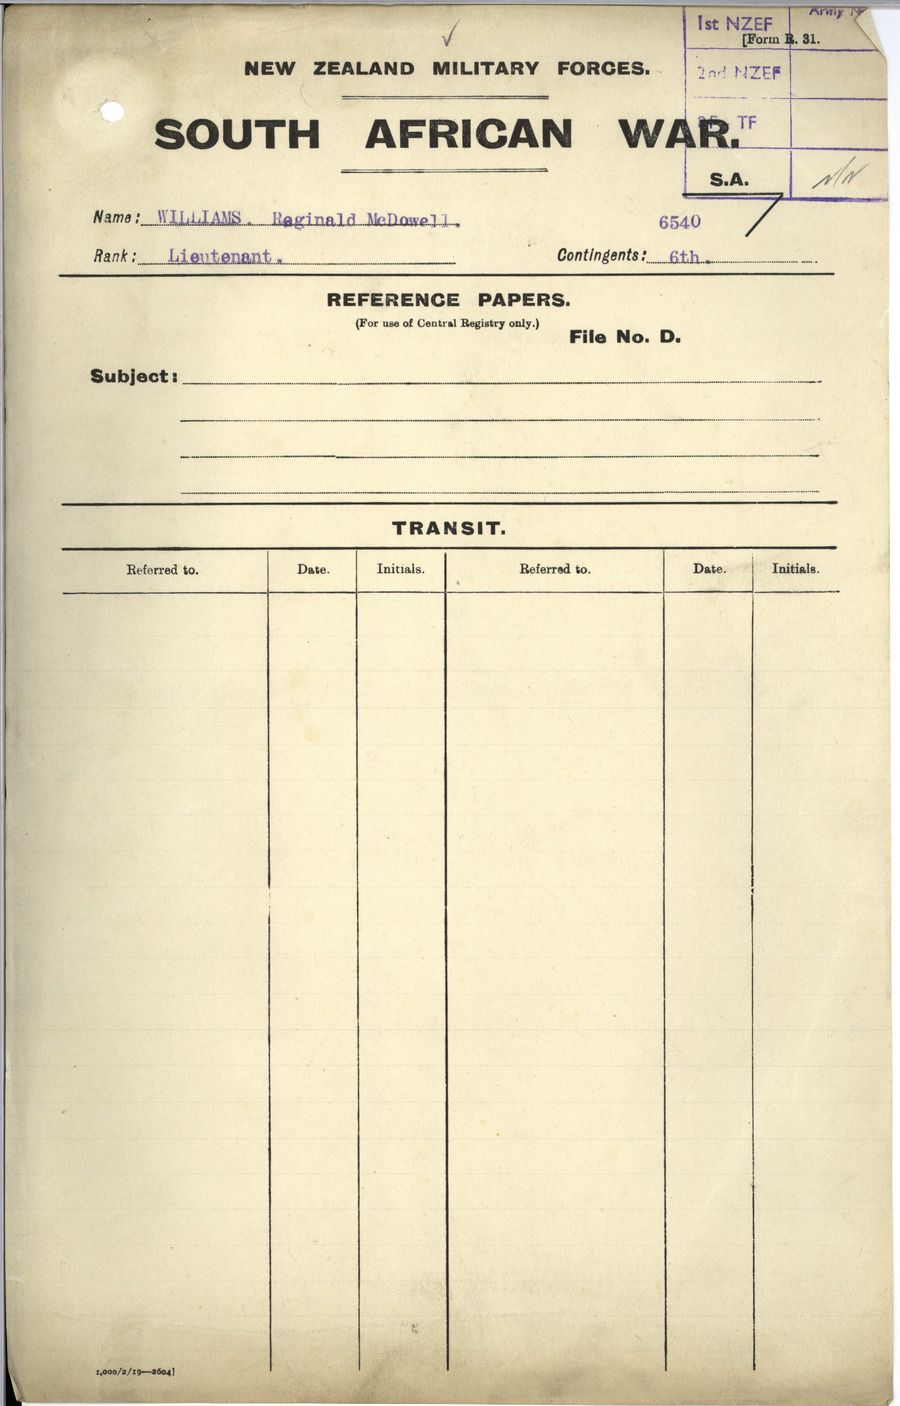 Army
1st NZEF
[Form R. 31.
NEW ZEALAND MILITARY FORCES.
2nd NZEF
SOUTH AFRICAN WAR.
TF
S.A.
Name: WILLIAMS. Reginald McDowell.
6540
Rank: Lieutenant.
Contingents: 6th.
REFERENCE PAPERS.
(For use of Central Registry only.)
File No. D.
Subject:
TRANSIT.
Referred to. Date. Initials. Referred to. Date. Initials.
1,000/2/19—2604]